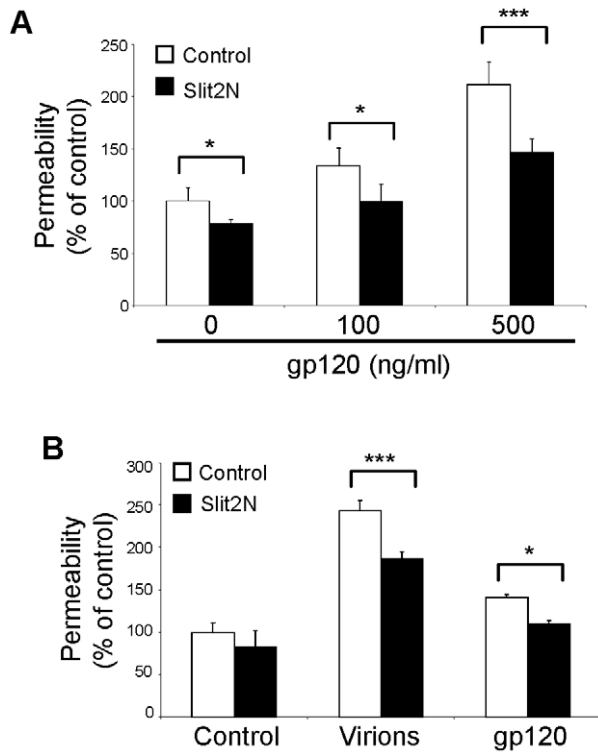 A
Permeability
(% of control)
250
200
150
100
50
0
Control
Slit2N
*
*
***
0 100 500
gp120 (ng/ml)
B
Permeability
(% of control)
300
250
200
150
100
50
0
Control
Slit2N
***
*
Control Virions gp120